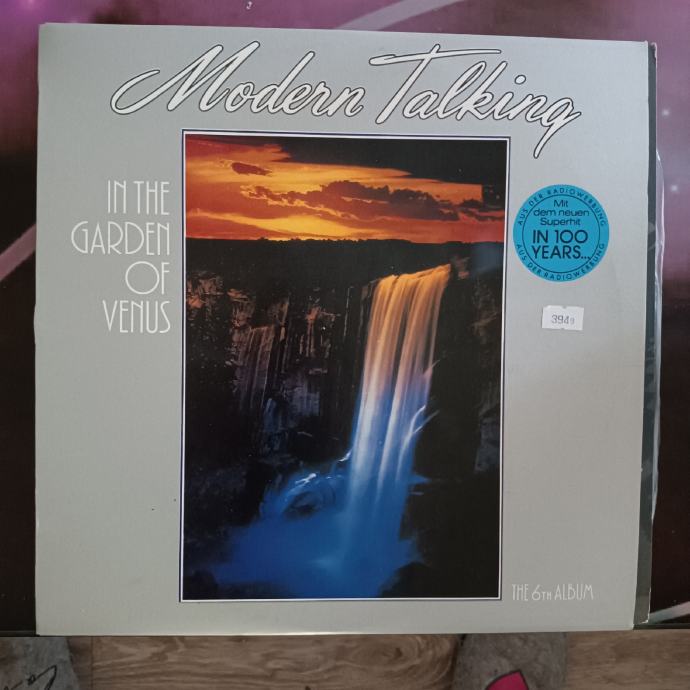 Modern Talking
IN THE
GARDEN
OF
VENUS
AUS DER RADIOWERBUNG
Mit
dem neuen
Superhit
IN 100
YEARS...
AUS DER RADIOWERBUNG
3949
THE 6TH ALBUM